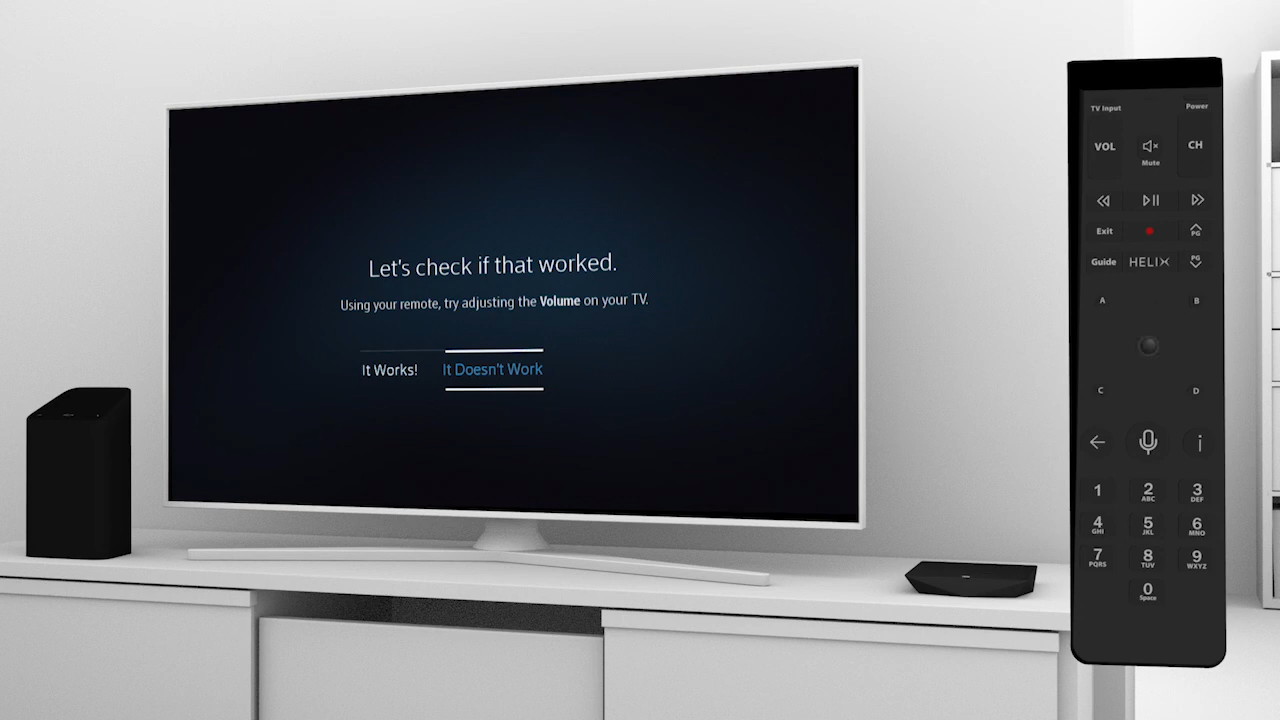 Let's check if that worked.
Using your remote, try adjusting the Volume on your TV.
It Works! It Doesn't Work
TV Input Power
VOL CH
Mute
Exit PG
Guide HELIX PG
A B
C D
i
1 2 3
ABC DEF
4 5 6
GHI JKL MNO
7 8 9
PQRS TUV WXYZ
0
Space